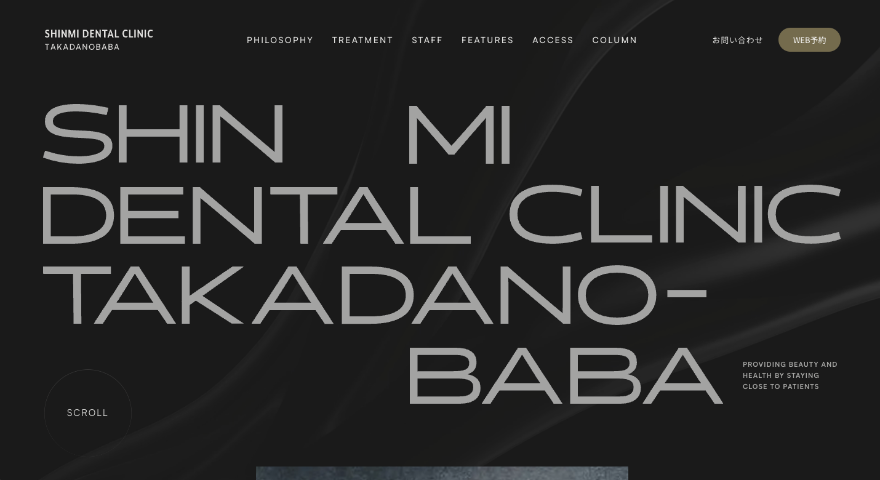 SHINMI DENTAL CLINIC
TAKADANOBABA
PHILOSOPHY TREATMENT STAFF FEATURES ACCESS COLUMN
お問い合わせ
WEB予約
SHIN MI
DENTAL CLINIC
TAKADANO-
BABA
PROVIDING BEAUTY AND
HEALTH BY STAYING
CLOSE TO PATIENTS
SCROLL